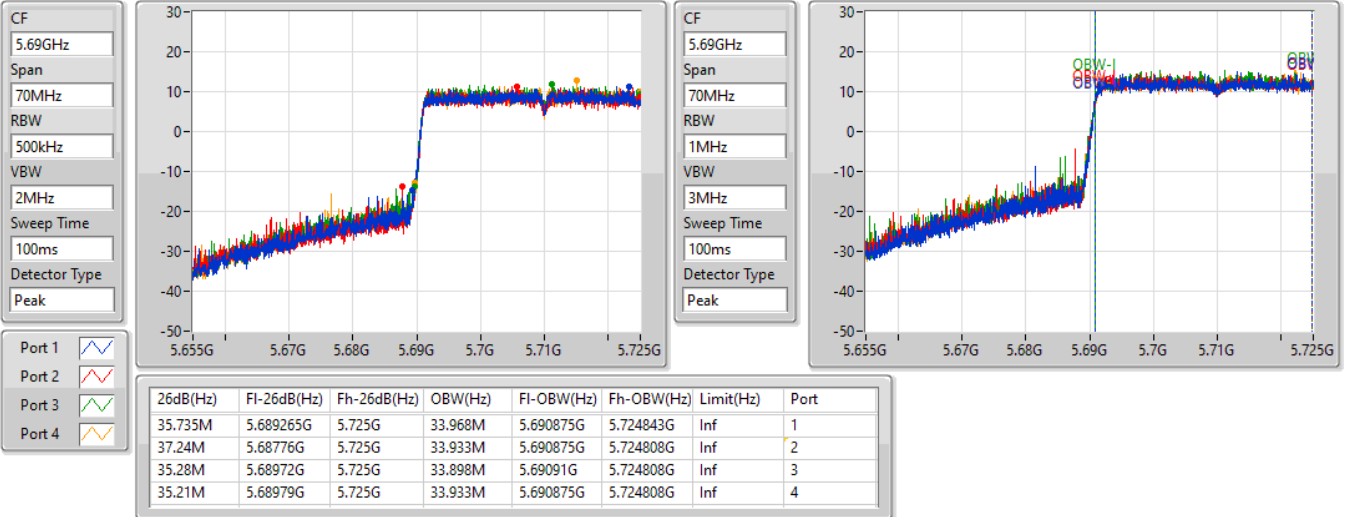 CF
5.69GHz
Span
70MHz
RBW
500kHz
VBW
2MHz
Sweep Time
100ms
Detector Type
Peak
30
20
10
0
-10
-20
-30
-40
-50
5.655G 5.67G 5.68G 5.69G 5.7G 5.71G 5.725G
CF
5.69GHz
Span
70MHz
RBW
1MHz
VBW
3MHz
Sweep Time
100ms
Detector Type
Peak
30
20
10
0
-10
-20
-30
-40
-50
OBW-l
5.655G 5.67G 5.68G 5.69G 5.7G 5.71G 5.725G
Port 1
Port 2
Port 3
Port 4
26dB(Hz) Fl-26dB(Hz) Fh-26dB(Hz) OBW(Hz) Fl-OBW(Hz) Fh-OBW(Hz) Limit(Hz) Port
35.735M 5.689265G 5.725G 33.968M 5.690875G 5.724843G Inf 1
37.24M 5.68776G 5.725G 33.933M 5.690875G 5.724808G Inf 2
35.28M 5.68972G 5.725G 33.898M 5.69091G 5.724808G Inf 3
35.21M 5.68979G 5.725G 33.933M 5.690875G 5.724808G Inf 4